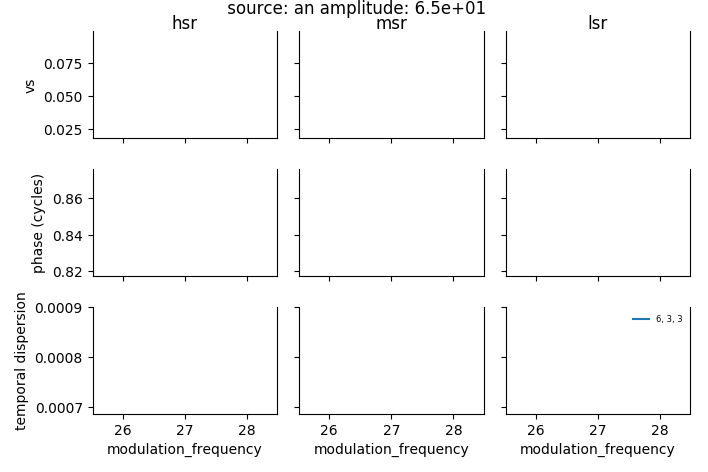 source: an amplitude: 6.5e+01
hsr
msr
lsr
vs
0.075
0.050
0.025
phase (cycles)
0.86
0.84
0.82
temporal dispersion
0.0009
0.0008
0.0007
6, 3, 3
26 27 28
26 27 28
26 27 28
modulation_frequency
modulation_frequency
modulation_frequency